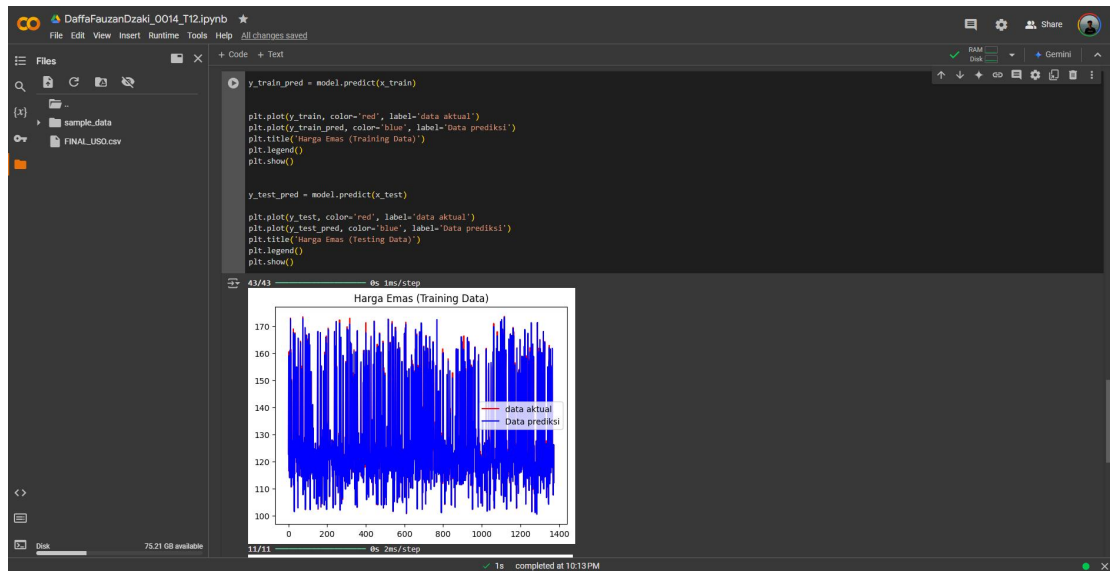 DaffaFauzanDzaki_0014_T12.ipynb
File Edit View Insert Runtime Tools Help All changes saved
Share
Files
+ Code + Text
RAM
Disk
Gemini
..
sample_data
FINAL_USO.csv
{x}
y_train_pred = model.predict(x_train)
plt.plot(y_train, color='red', label='data aktual')
plt.plot(y_train_pred, color='blue', label='Data prediksi')
plt.title('Harga Emas (Training Data)')
plt.legend()
plt.show()
y_test_pred = model.predict(x_test)
plt.plot(y_test, color='red', label='data aktual')
plt.plot(y_test_pred, color='blue', label='Data prediksi')
plt.title('Harga Emas (Testing Data)')
plt.legend()
plt.show()
43/43 0s 1ms/step
Harga Emas (Training Data)
170
160
150
140
130
120
110
100
data aktual
Data prediksi
0 200 400 600 800 1000 1200 1400
11/11 0s 2ms/step
<>
Disk 75.21 GB available
1s completed at 10:13 PM